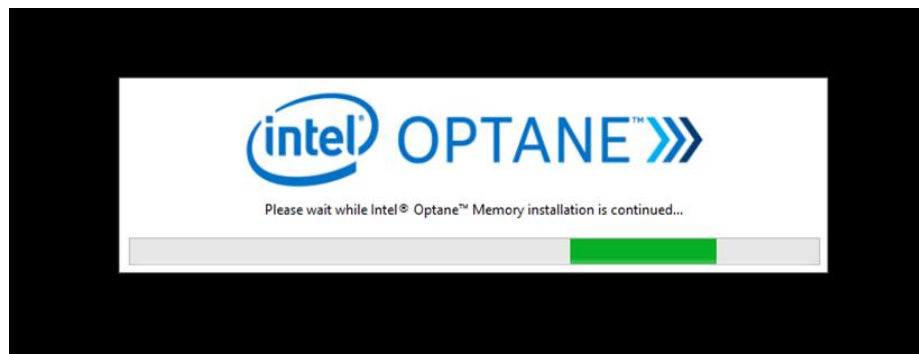 intel® OPTANE™
Please wait while Intel® Optane™ Memory installation is continued...